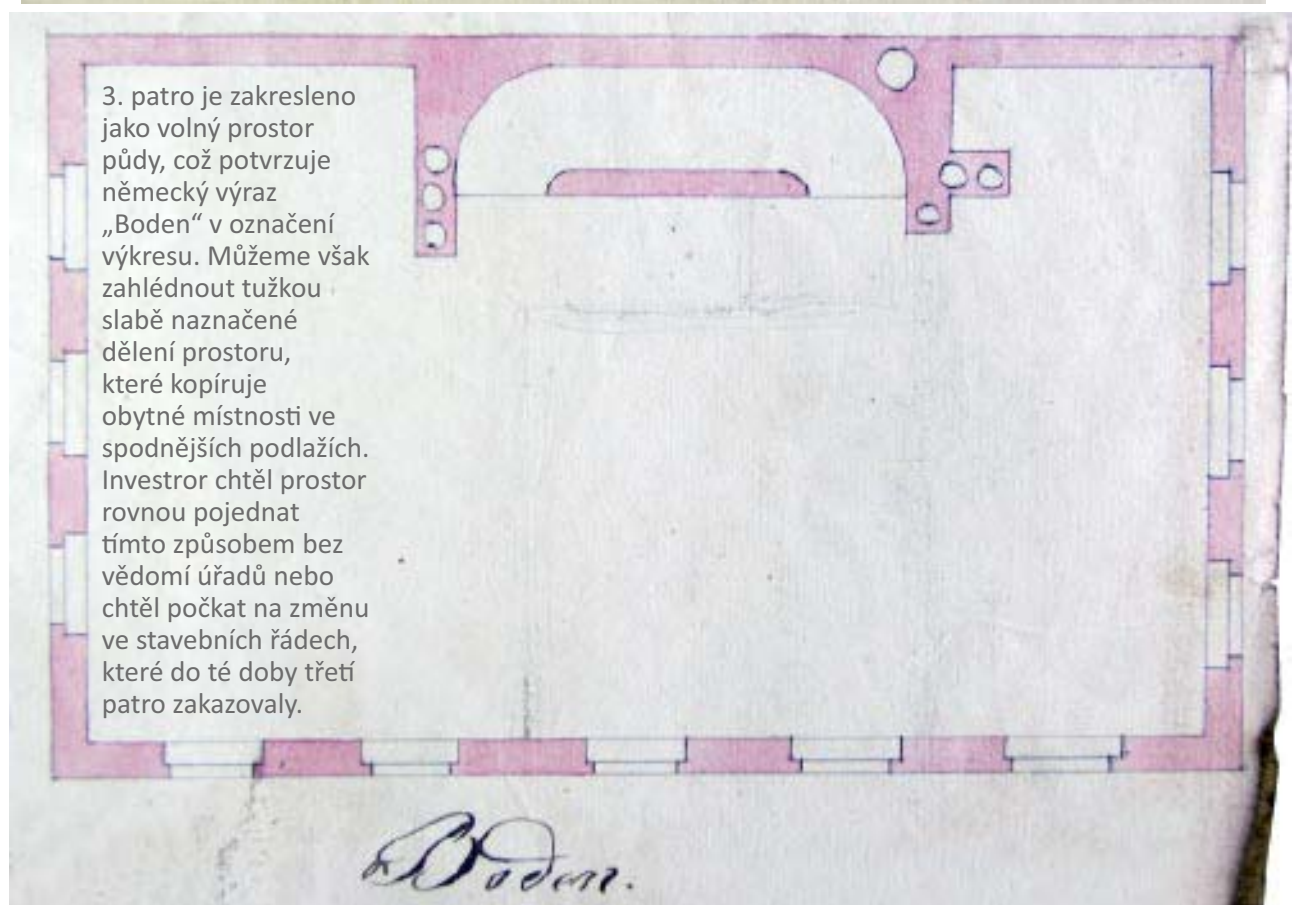 3. patro je zakresleno
jako volný prostor
půdy, což potvrzuje
německý výraz
„Boden“ v označení
výkresu. Můžeme však
zahlédnout tužkou
slabě naznačené
dělení prostoru,
které kopíruje
obytné místnosti ve
spodnějších podlažích.
Investror chtěl prostor
rovnou pojednat
tímto způsobem bez
vědomí úřadů nebo
chtěl počkat na změnu
ve stavebních řádech,
které do té doby třetí
patro zakazovaly.
Boden.